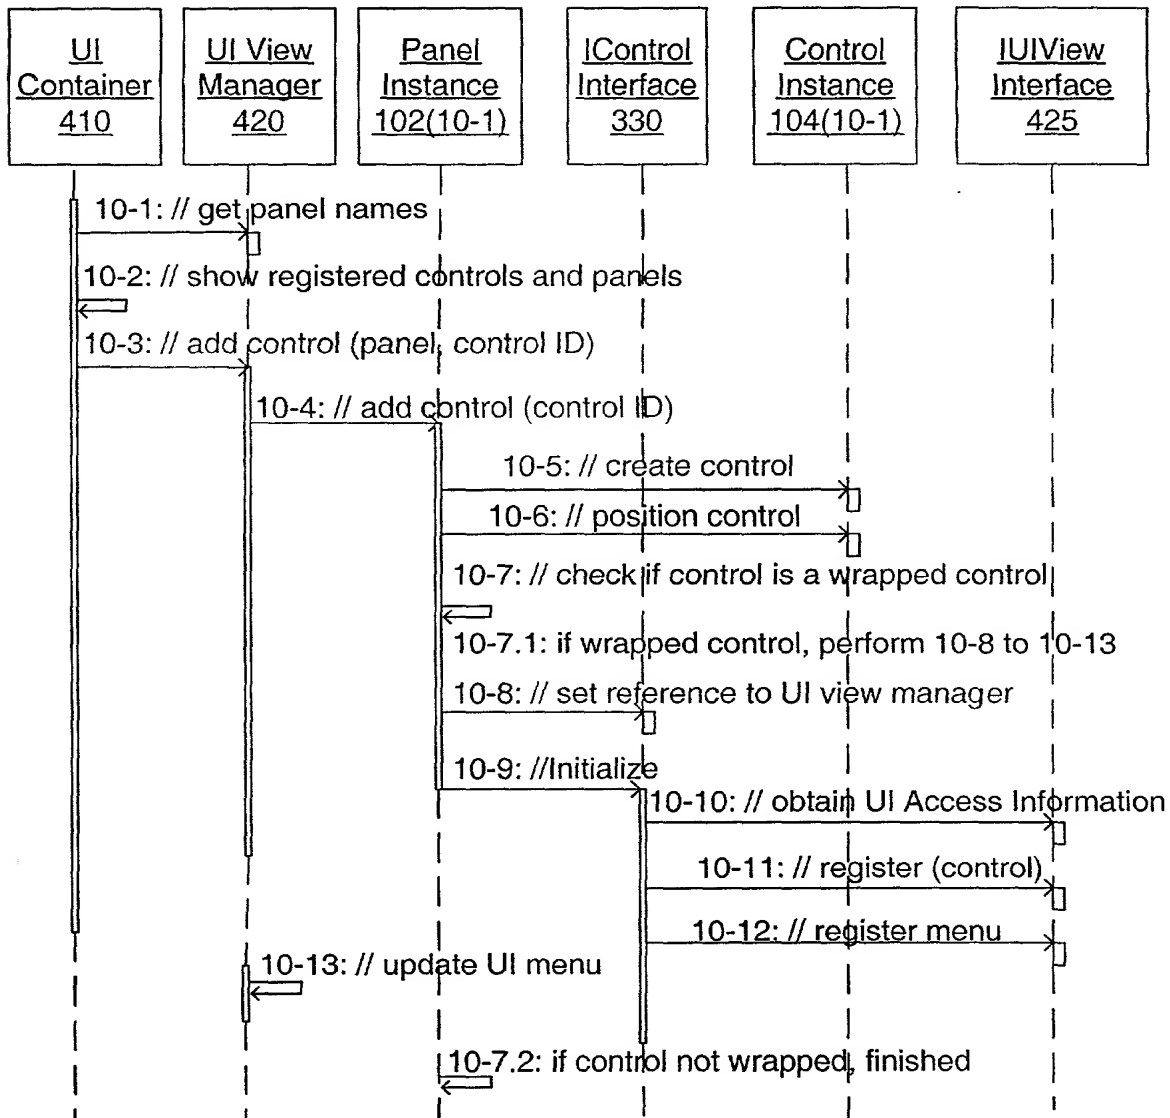 UI
Container
410
UI View
Manager
420
Panel
Instance
102(10-1)
IControl
Interface
330
Control
Instance
104(10-1)
IUIView
Interface
425
10-1: // get panel names
10-2: // show registered controls and panels
10-3: // add control (panel, control ID)
10-4: // add control (control ID)
10-5: // create control
10-6: // position control
10-7: // check if control is a wrapped control
10-7.1: if wrapped control, perform 10-8 to 10-13
10-8: // set reference to UI view manager
10-9: //Initialize
10-10: // obtain UI Access Information
10-11: // register (control)
10-12: // register menu
10-13: // update UI menu
10-7.2: if control not wrapped, finished